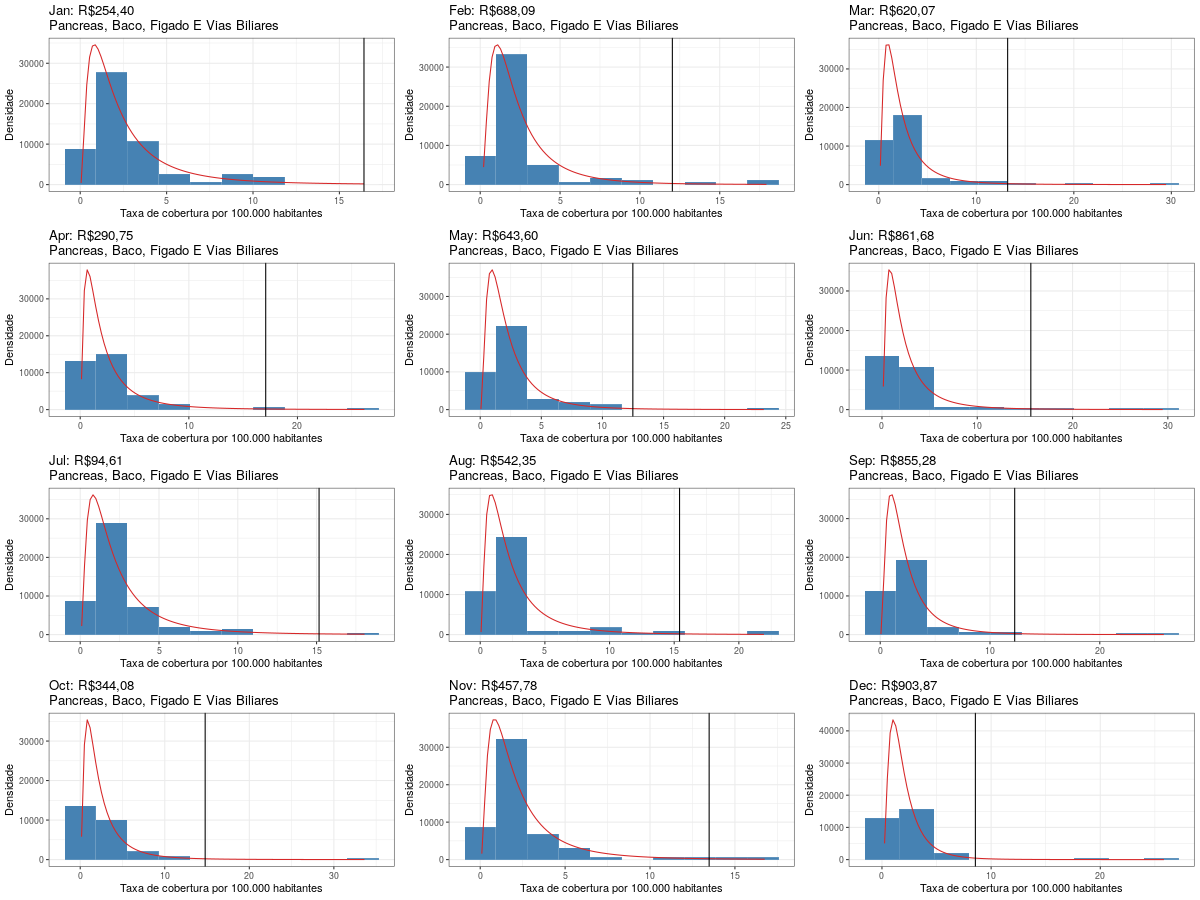 Jan: R$254,40
Pancreas, Baco, Figado E Vias Biliares
Densidade
30000
20000
10000
0
0
5
10
15
Taxa de cobertura por 100.000 habitantes
Feb: R$688,09
Pancreas, Baco, Figado E Vias Biliares
Densidade
30000
20000
10000
0
0
5
10
15
Taxa de cobertura por 100.000 habitantes
Mar: R$620,07
Pancreas, Baco, Figado E Vias Biliares
Densidade
30000
20000
10000
0
0
10
20
30
Taxa de cobertura por 100.000 habitantes
Apr: R$290,75
Pancreas, Baco, Figado E Vias Biliares
Densidade
30000
20000
10000
0
0
10
20
Taxa de cobertura por 100.000 habitantes
May: R$643,60
Pancreas, Baco, Figado E Vias Biliares
Densidade
30000
20000
10000
0
0
5
10
15
20
25
Taxa de cobertura por 100.000 habitantes
Jun: R$861,68
Pancreas, Baco, Figado E Vias Biliares
Densidade
30000
20000
10000
0
0
10
20
30
Taxa de cobertura por 100.000 habitantes
Jul: R$94,61
Pancreas, Baco, Figado E Vias Biliares
Densidade
30000
20000
10000
0
0
5
10
15
Taxa de cobertura por 100.000 habitantes
Aug: R$542,35
Pancreas, Baco, Figado E Vias Biliares
Densidade
30000
20000
10000
0
0
5
10
15
20
Taxa de cobertura por 100.000 habitantes
Sep: R$855,28
Pancreas, Baco, Figado E Vias Biliares
Densidade
30000
20000
10000
0
0
10
20
Taxa de cobertura por 100.000 habitantes
Oct: R$344,08
Pancreas, Baco, Figado E Vias Biliares
Densidade
30000
20000
10000
0
0
10
20
30
Taxa de cobertura por 100.000 habitantes
Nov: R$457,78
Pancreas, Baco, Figado E Vias Biliares
Densidade
30000
20000
10000
0
0
5
10
15
Taxa de cobertura por 100.000 habitantes
Dec: R$903,87
Pancreas, Baco, Figado E Vias Biliares
Densidade
40000
30000
20000
10000
0
0
10
20
Taxa de cobertura por 100.000 habitantes